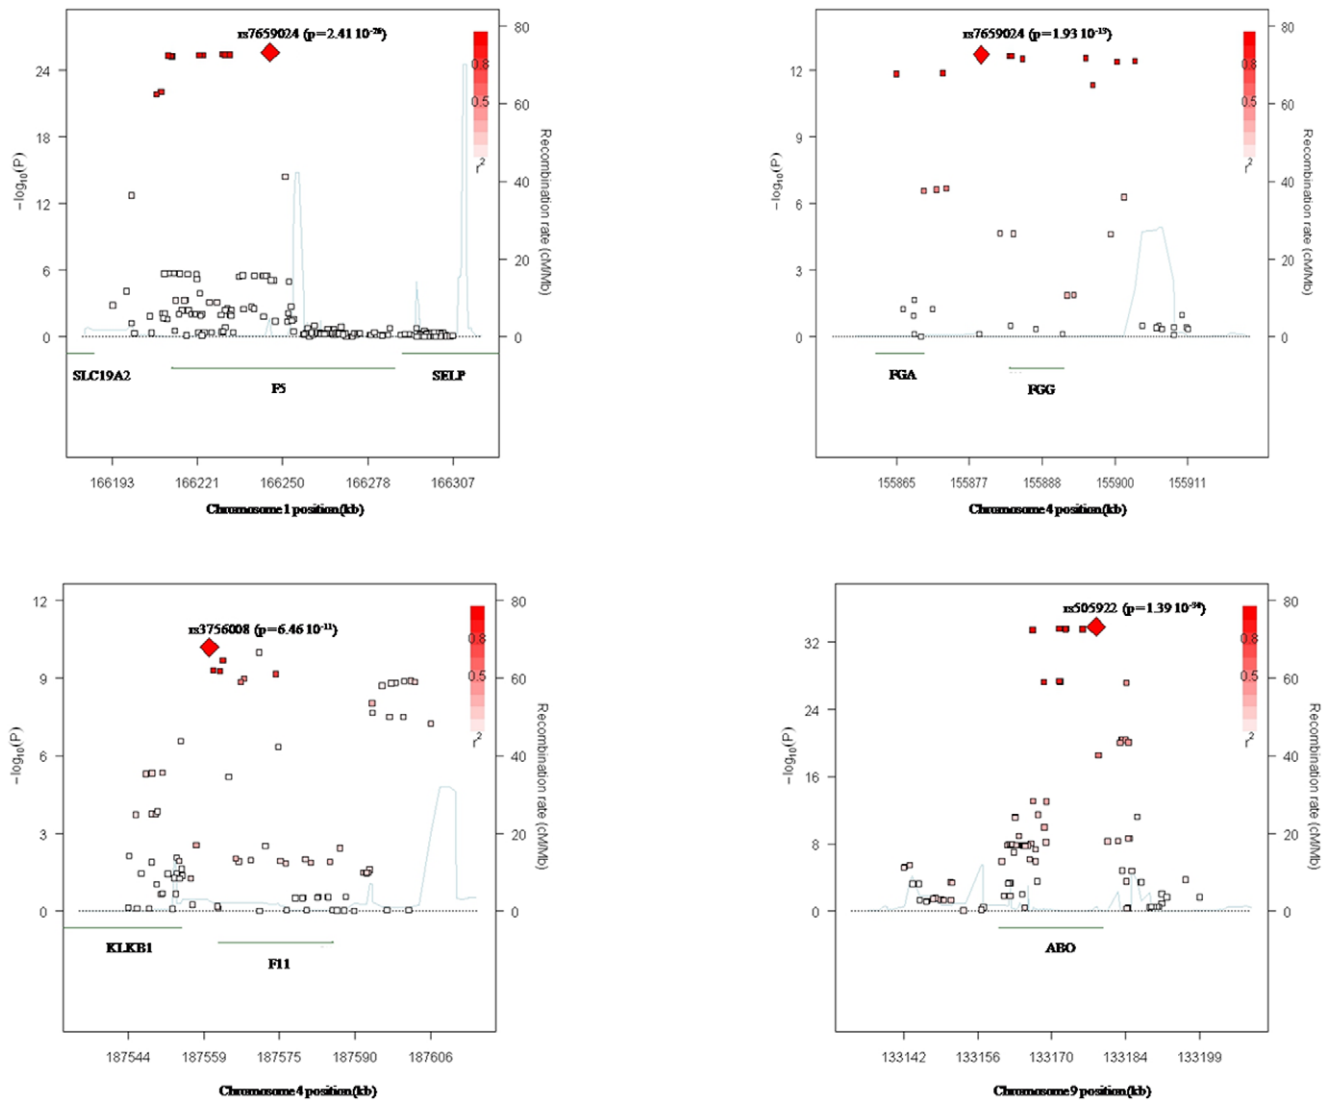 rs7659024 (p=2.41 10-26)
24
18
12
6
0
80
60
40
20
0
0.8
0.5
r2
−log10(P)
Recombination rate (cM/Mb)
SLC19A2
F5
SELP
166193 166221 166250 166278 166307
Chromosome 1 position(kb)
rs7659024 (p=1.93 10-13)
12
9
6
3
0
80
60
40
20
0
0.8
0.5
r2
−log10(P)
Recombination rate (cM/Mb)
FGA
FGG
155865 155877 155888 155900 155911
Chromosome 4 position(kb)
rs3756008 (p=6.46 10-11)
12
9
6
3
0
80
60
40
20
0
0.8
0.5
r2
−log10(P)
Recombination rate (cM/Mb)
KLKB1
F11
187544 187559 187575 187590 187606
Chromosome 4 position(kb)
rs505922 (p=1.39 10-34)
32
24
16
8
0
80
60
40
20
0
0.8
0.5
r2
−log10(P)
Recombination rate (cM/Mb)
ABO
133142 133156 133170 133184 133199
Chromosome 9 position(kb)